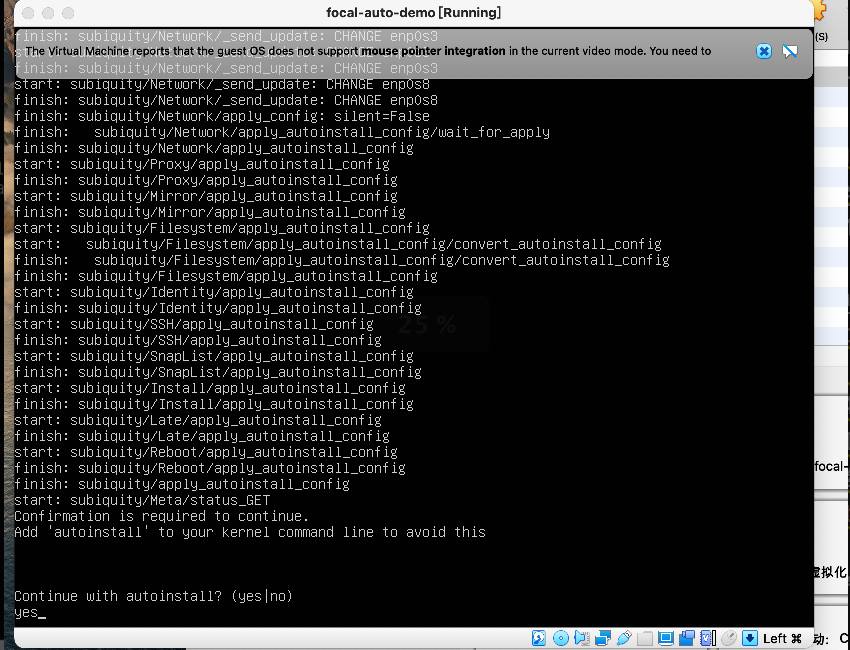 focal-auto-demo [Running]
finish: subiquity/Network/_send_update: CHANGE enp0s3
The Virtual Machine reports that the guest OS does not support mouse pointer integration in the current video mode. You need to
finish: subiquity/Network/_send_update: CHANGE enp0s3
start: subiquity/Network/_send_update: CHANGE enp0s8
finish: subiquity/Network/_send_update: CHANGE enp0s8
finish: subiquity/Network/apply_config: silent=False
finish:   subiquity/Network/apply_autoinstall_config/wait_for_apply
finish: subiquity/Network/apply_autoinstall_config
start: subiquity/Proxy/apply_autoinstall_config
finish: subiquity/Proxy/apply_autoinstall_config
start: subiquity/Mirror/apply_autoinstall_config
finish: subiquity/Mirror/apply_autoinstall_config
start: subiquity/Filesystem/apply_autoinstall_config
start:   subiquity/Filesystem/apply_autoinstall_config/convert_autoinstall_config
finish:   subiquity/Filesystem/apply_autoinstall_config/convert_autoinstall_config
finish: subiquity/Filesystem/apply_autoinstall_config
start: subiquity/Identity/apply_autoinstall_config
finish: subiquity/Identity/apply_autoinstall_config
start: subiquity/SSH/apply_autoinstall_config
25 %
finish: subiquity/SSH/apply_autoinstall_config
start: subiquity/SnapList/apply_autoinstall_config
finish: subiquity/SnapList/apply_autoinstall_config
start: subiquity/Install/apply_autoinstall_config
finish: subiquity/Install/apply_autoinstall_config
start: subiquity/Late/apply_autoinstall_config
finish: subiquity/Late/apply_autoinstall_config
start: subiquity/Reboot/apply_autoinstall_config
finish: subiquity/Reboot/apply_autoinstall_config
finish: subiquity/apply_autoinstall_config
start: subiquity/Meta/status_GET
Confirmation is required to continue.
Add 'autoinstall' to your kernel command line to avoid this
Continue with autoinstall? (yes|no)
yes_
Left ⌘
(S)
focal-
虚拟化
动: C